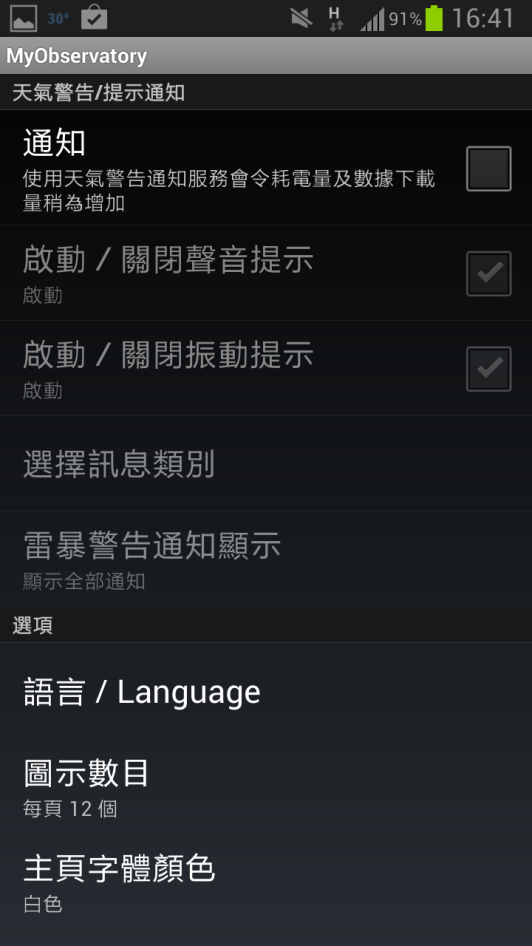 30°
H
91%
16:41
MyObservatory
天氣警告/提示通知
通知
使用天氣警告通知服務會令耗電量及數據下載
量稍為增加
啟動 / 關閉聲音提示
啟動
啟動 / 關閉振動提示
啟動
選擇訊息類別
雷暴警告通知顯示
顯示全部通知
選項
語言 / Language
圖示數目
每頁 12 個
主頁字體顏色
白色